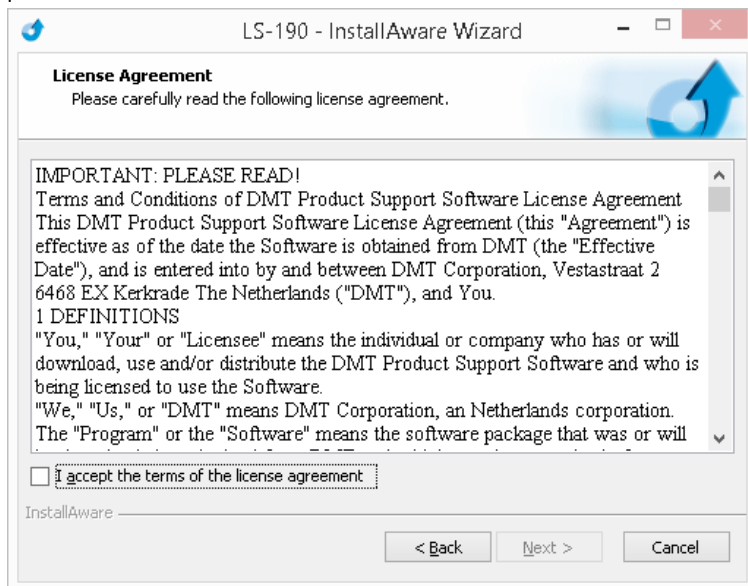 LS-190 - InstallAware Wizard
License Agreement
Please carefully read the following license agreement.
IMPORTANT: PLEASE READ!
Terms and Conditions of DMT Product Support Software License Agreement
This DMT Product Support Software License Agreement (this "Agreement") is
effective as of the date the Software is obtained from DMT (the "Effective
Date"), and is entered into by and between DMT Corporation, Vestastraat 2
6468 EX Kerkrade The Netherlands ("DMT"), and You.
1 DEFINITIONS
"You," "Your" or "Licensee" means the individual or company who has or will
download, use and/or distribute the DMT Product Support Software and who is
being licensed to use the Software.
"We," "Us," or "DMT" means DMT Corporation, an Netherlands corporation.
The "Program" or the "Software" means the software package that was or will
I accept the terms of the license agreement
InstallAware
< Back Next > Cancel